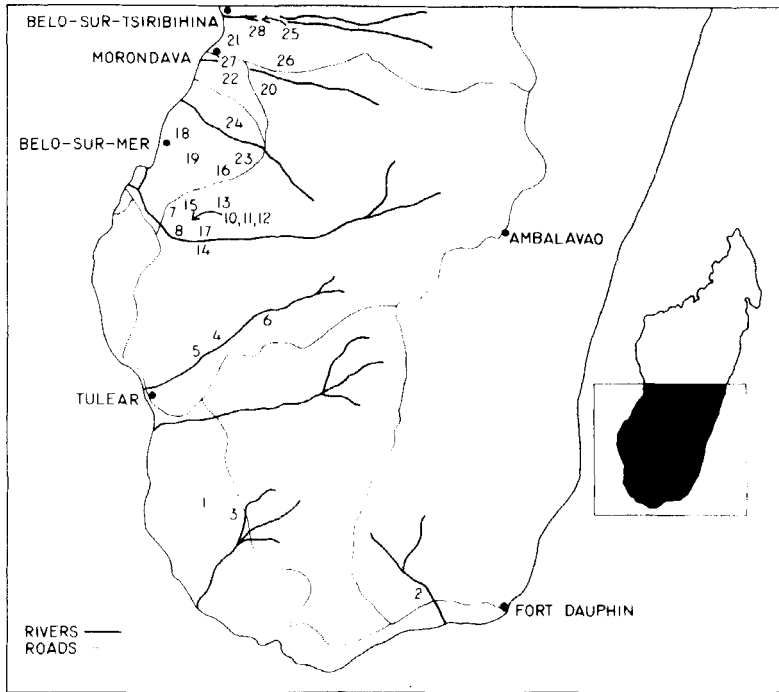 BELO-SUR-TSIRIBIHINA
28 25
21
MORONDAVA
27 26
22 20
24
18
BELO-SUR-MER
19 23
16
15 13
7 10,11,12
8 17
14
AMBALAVAO
6
4
5
TULEAR
1
3
2
FORT DAUPHIN
RIVERS
ROADS